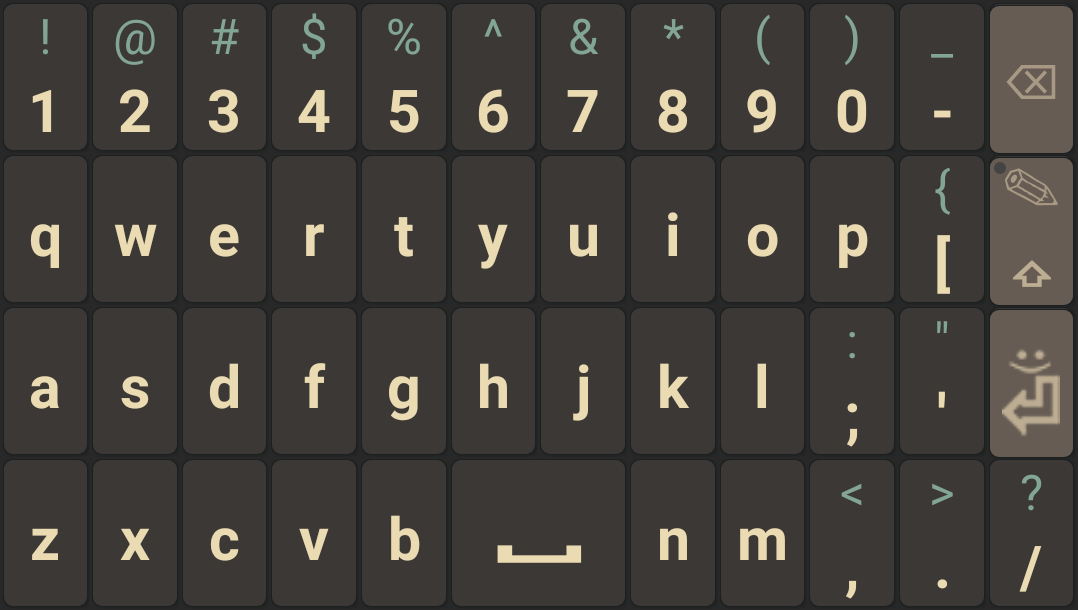 ! @ # $ % ^ & * ( ) _
1 2 3 4 5 6 7 8 9 0 -
{
q w e r t y u i o p [
: "
a s d f g h j k l ; '
< > ?
z x c v b n m , . /